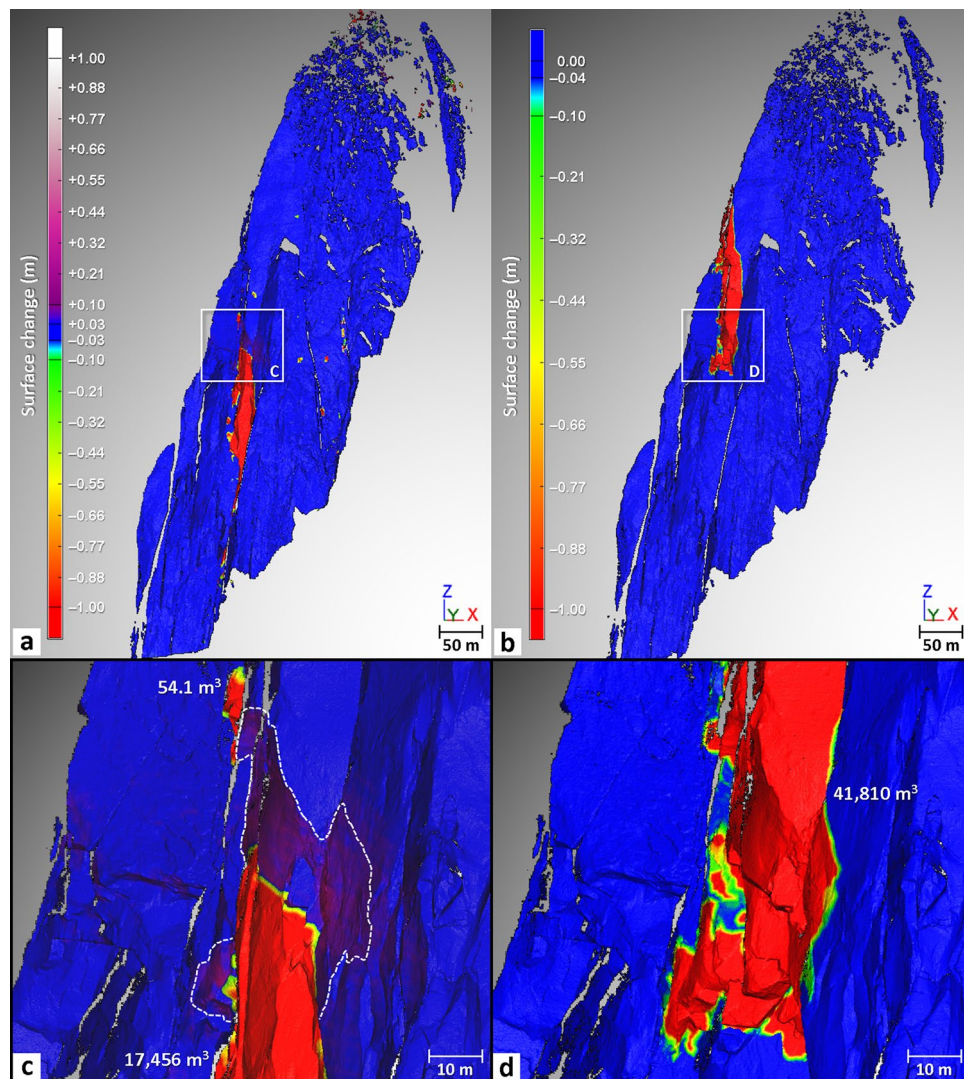 Surface change (m)
+1.00
+0.88
+0.77
+0.66
+0.55
+0.44
+0.32
+0.21
+0.10
+0.03
−0.03
−0.10
−0.21
−0.32
−0.44
−0.55
−0.66
−0.77
−0.88
−1.00
C
Z
Y X
50 m
a
Surface change (m)
0.00
−0.04
−0.10
−0.21
−0.32
−0.44
−0.55
−0.66
−0.77
−0.88
−1.00
D
Z
Y X
50 m
b
54.1 m³
17,456 m³
10 m
c
41,810 m³
10 m
d